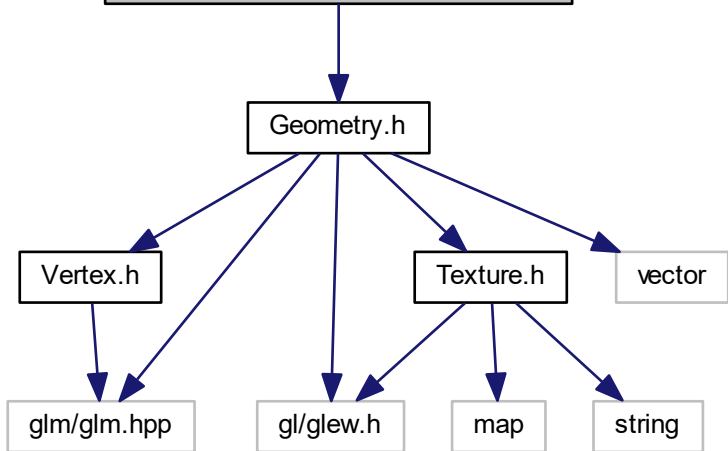 Geometry.h
Vertex.h
Texture.h
vector
glm/glm.hpp
gl/glew.h
map
string